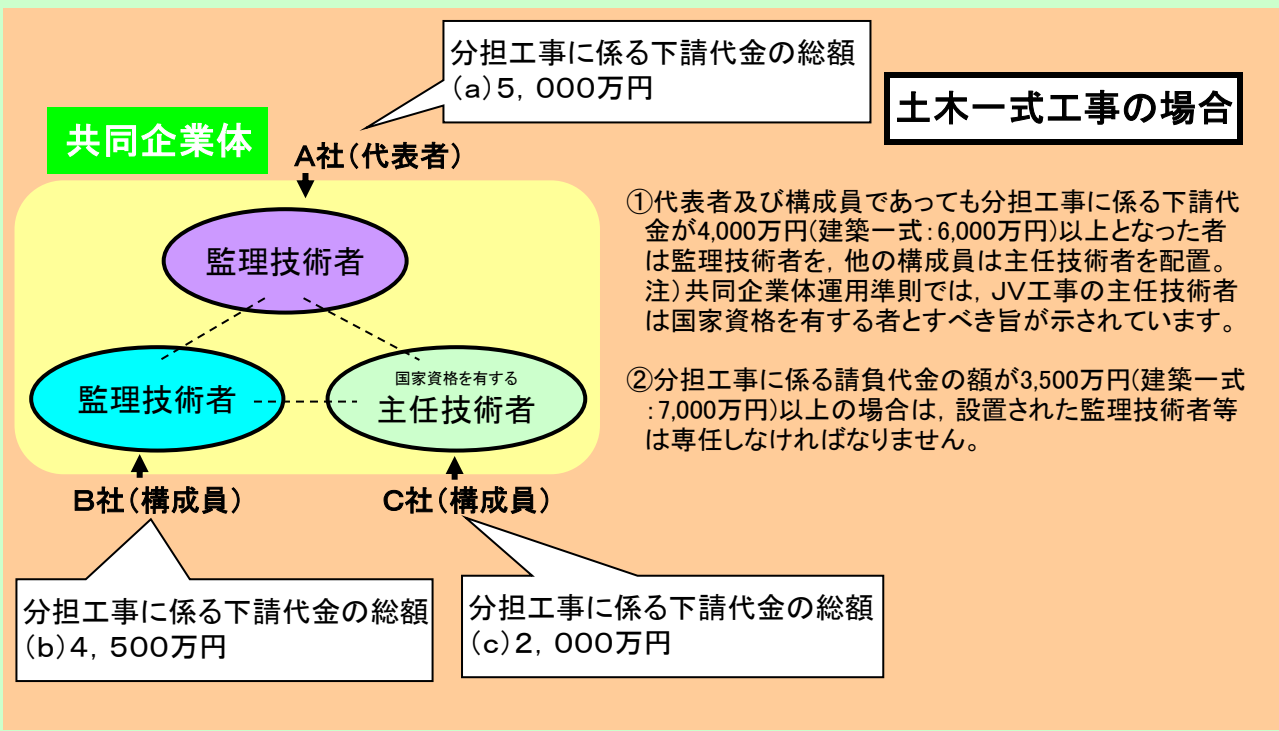 分担工事に係る下請代金の総額
(a)5,000万円
土木一式工事の場合
共同企業体
A社(代表者)
監理技術者
監理技術者
国家資格を有する
主任技術者
B社(構成員)
C社(構成員)
分担工事に係る下請代金の総額
(b)4,500万円
分担工事に係る下請代金の総額
(c)2,000万円
①代表者及び構成員であっても分担工事に係る下請代
金が4,000万円(建築一式:6,000万円)以上となった者
は監理技術者を,他の構成員は主任技術者を配置。
注)共同企業体運用準則では,JV工事の主任技術者
は国家資格を有する者とすべき旨が示されています。
②分担工事に係る請負代金の額が3,500万円(建築一式
:7,000万円)以上の場合は,設置された監理技術者等
は専任しなければなりません。